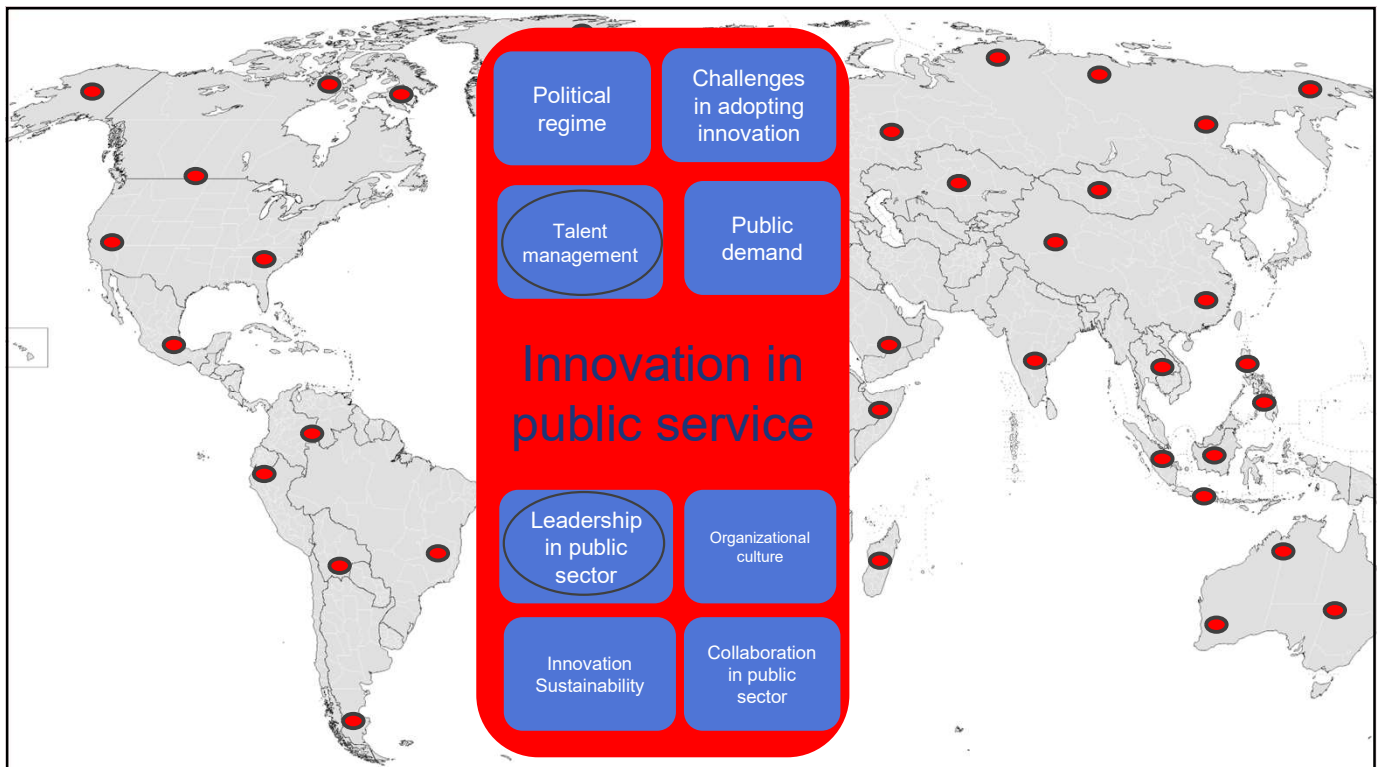 Political
regime
Challenges
in adopting
innovation
Talent
management
Public
demand
Innovation in
public service
Leadership
in public
sector
Organizational
culture
Innovation
Sustainability
Collaboration
in public
sector